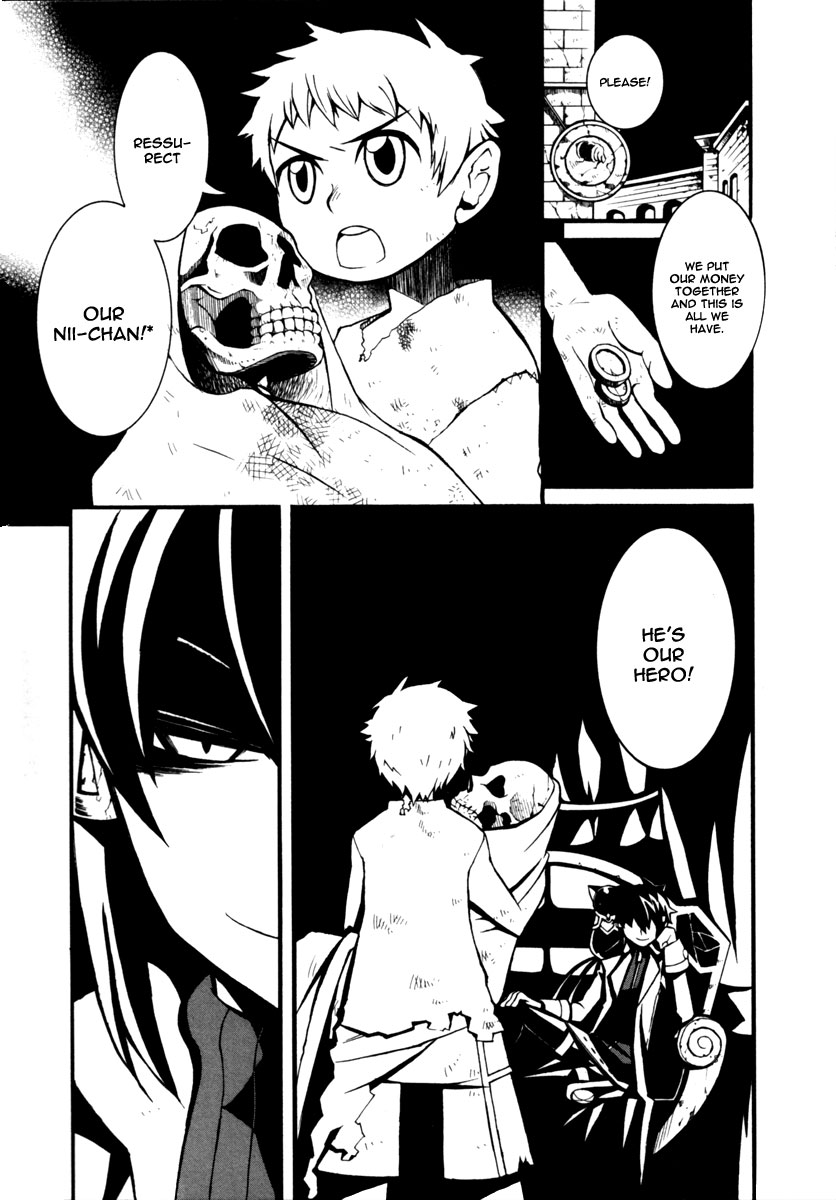 PLEASE!
WE PUT
OUR MONEY
TOGETHER
AND THIS IS
ALL WE
HAVE.
RESSU-
RECT
OUR
NII-CHAN!*
HE'S
OUR
HERO!